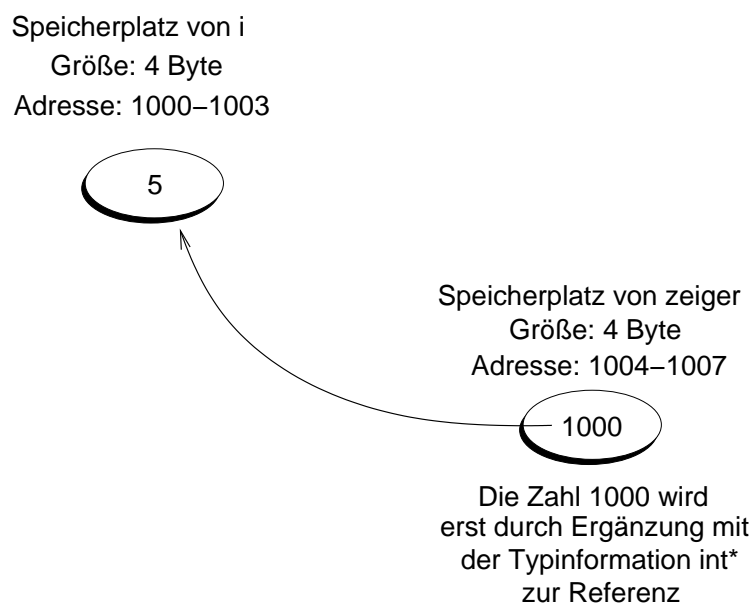 Speicherplatz von i
Größe: 4 Byte
Adresse: 1000–1003
5
Speicherplatz von zeiger
Größe: 4 Byte
Adresse: 1004–1007
1000
Die Zahl 1000 wird
erst durch Ergänzung mit
der Typinformation int*
zur Referenz